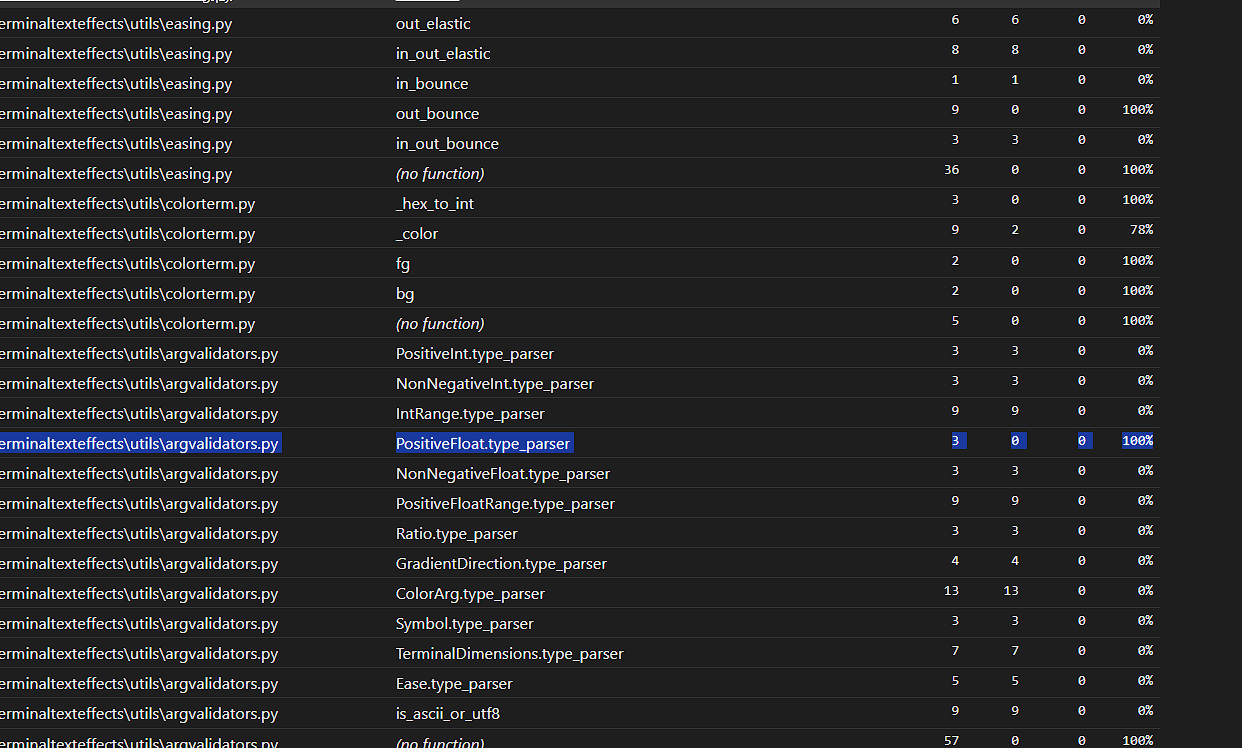 erminaltexteffects\utils\easing.py out_elastic 6 6 0 0%
erminaltexteffects\utils\easing.py in_out_elastic 8 8 0 0%
erminaltexteffects\utils\easing.py in_bounce 1 1 0 0%
erminaltexteffects\utils\easing.py out_bounce 9 0 0 100%
erminaltexteffects\utils\easing.py in_out_bounce 3 3 0 0%
erminaltexteffects\utils\easing.py (no function) 36 0 0 100%
erminaltexteffects\utils\colorterm.py _hex_to_int 3 0 0 100%
erminaltexteffects\utils\colorterm.py _color 9 2 0 78%
erminaltexteffects\utils\colorterm.py fg 2 0 0 100%
erminaltexteffects\utils\colorterm.py bg 2 0 0 100%
erminaltexteffects\utils\colorterm.py (no function) 5 0 0 100%
erminaltexteffects\utils\argvalidators.py PositiveInt.type_parser 3 3 0 0%
erminaltexteffects\utils\argvalidators.py NonNegativeInt.type_parser 3 3 0 0%
erminaltexteffects\utils\argvalidators.py IntRange.type_parser 9 9 0 0%
erminaltexteffects\utils\argvalidators.py PositiveFloat.type_parser 3 0 0 100%
erminaltexteffects\utils\argvalidators.py NonNegativeFloat.type_parser 3 3 0 0%
erminaltexteffects\utils\argvalidators.py PositiveFloatRange.type_parser 9 9 0 0%
erminaltexteffects\utils\argvalidators.py Ratio.type_parser 3 3 0 0%
erminaltexteffects\utils\argvalidators.py GradientDirection.type_parser 4 4 0 0%
erminaltexteffects\utils\argvalidators.py ColorArg.type_parser 13 13 0 0%
erminaltexteffects\utils\argvalidators.py Symbol.type_parser 3 3 0 0%
erminaltexteffects\utils\argvalidators.py TerminalDimensions.type_parser 7 7 0 0%
erminaltexteffects\utils\argvalidators.py Ease.type_parser 5 5 0 0%
erminaltexteffects\utils\argvalidators.py is_ascii_or_utf8 9 9 0 0%
erminaltexteffects\utils\argvalidators.py (no function) 57 0 0 100%